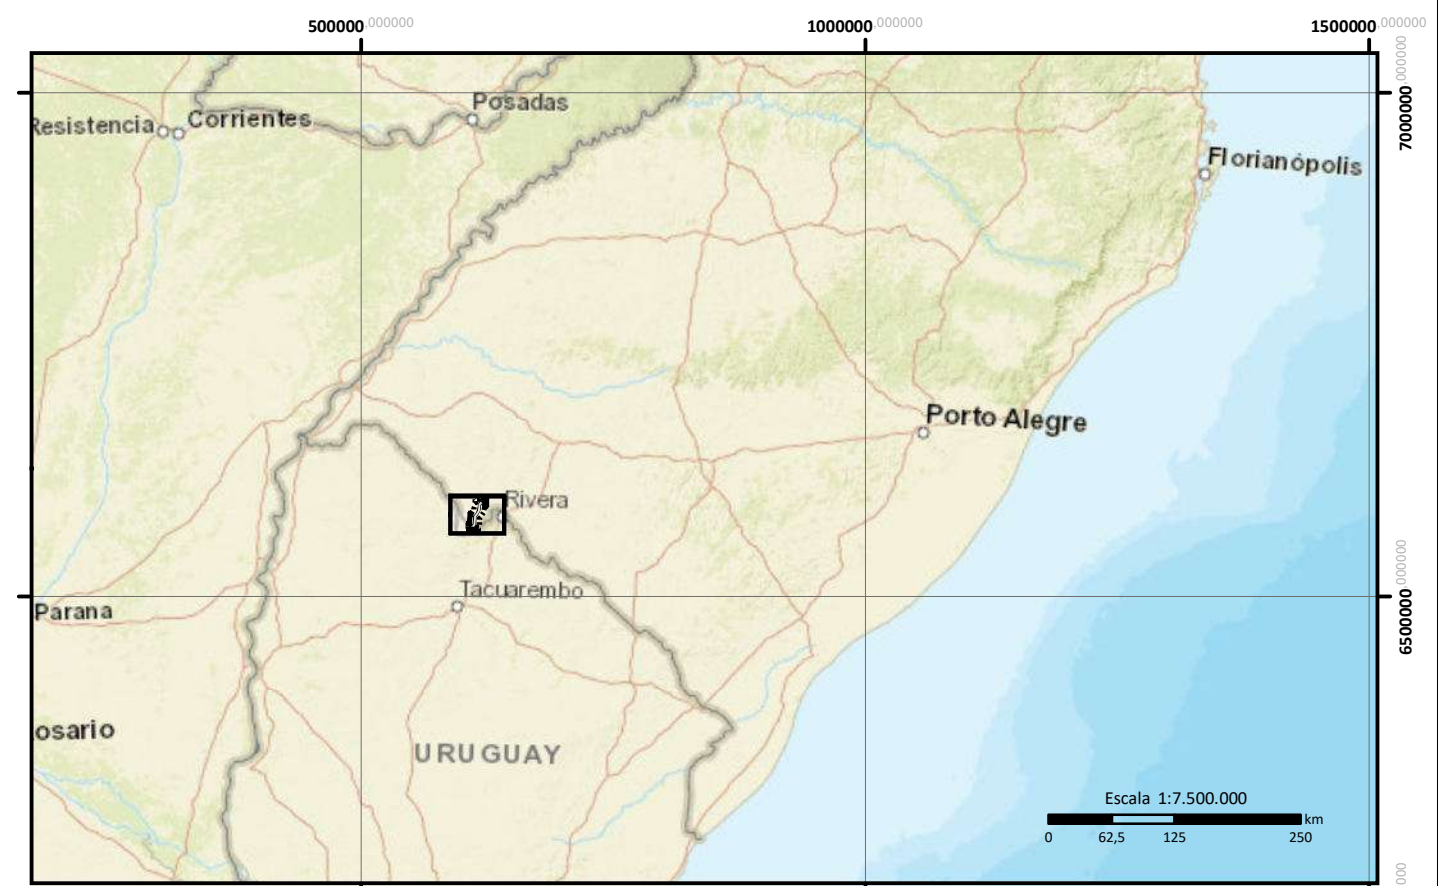 500000,000000 1000000,000000 1500000,000000
7000000,000000
Posadas
Resistencia
Corrientes
Florianópolis
Porto Alegre
Rivera
6500000,000000
Tacuarembo
Parana
osario
URUGUAY
Escala 1:7.500.000
km
0 62,5 125 250
000